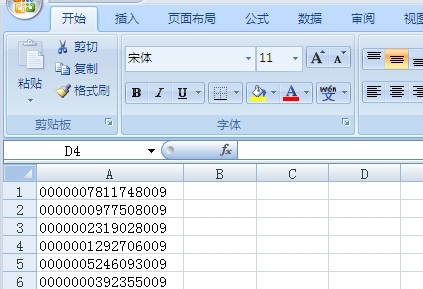 开始 插入 页面布局 公式 数据 审阅 视图
剪切
宋体 11 A A
复制
粘贴
格式刷
B I U A wén 变
剪贴板 字体
D4 fx
A B C D
1 0000007811748009
2 0000000977508009
3 0000002319028009
4 0000001292706009
5 0000005246093009
6 0000000392355009